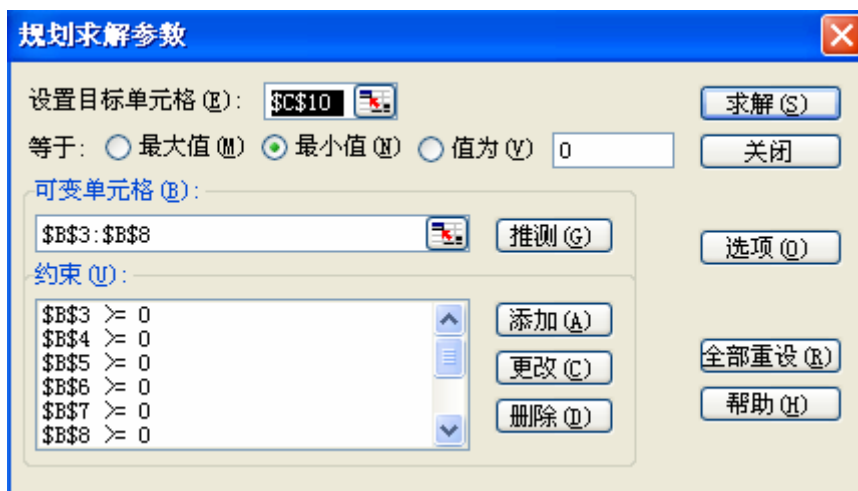 规划求解参数
设置目标单元格(E): $C$10 求解(S)
等于: 最大值(M) 最小值(N) 值为(V) 0 关闭
可变单元格(B):
$B$3:$B$8 推测(G) 选项(O)
约束(U):
$B$3 >= 0 添加(A)
$B$4 >= 0
$B$5 >= 0 更改(C) 全部重设(R)
$B$6 >= 0
$B$7 >= 0 删除(D) 帮助(H)
$B$8 >= 0